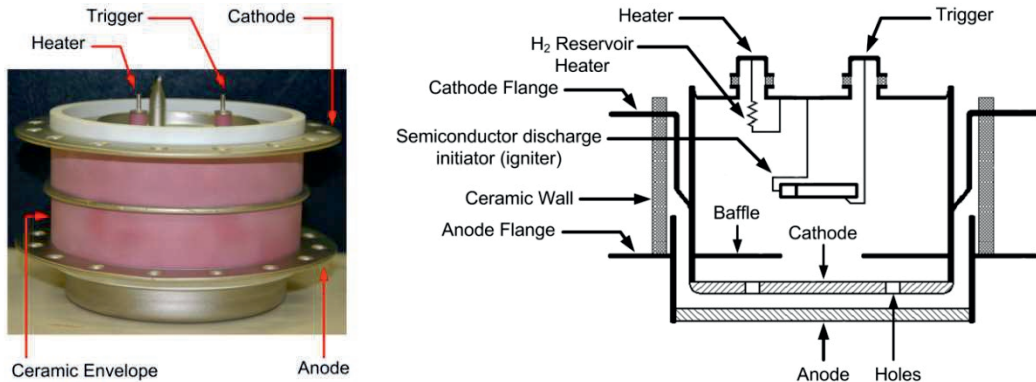 Trigger
Cathode
Heater
Ceramic Envelope
Anode
Heater
Trigger
H₂ Reservoir
Heater
Cathode Flange
Semiconductor discharge
initiator (igniter)
Ceramic Wall
Anode Flange
Baffle
Cathode
Anode
Holes